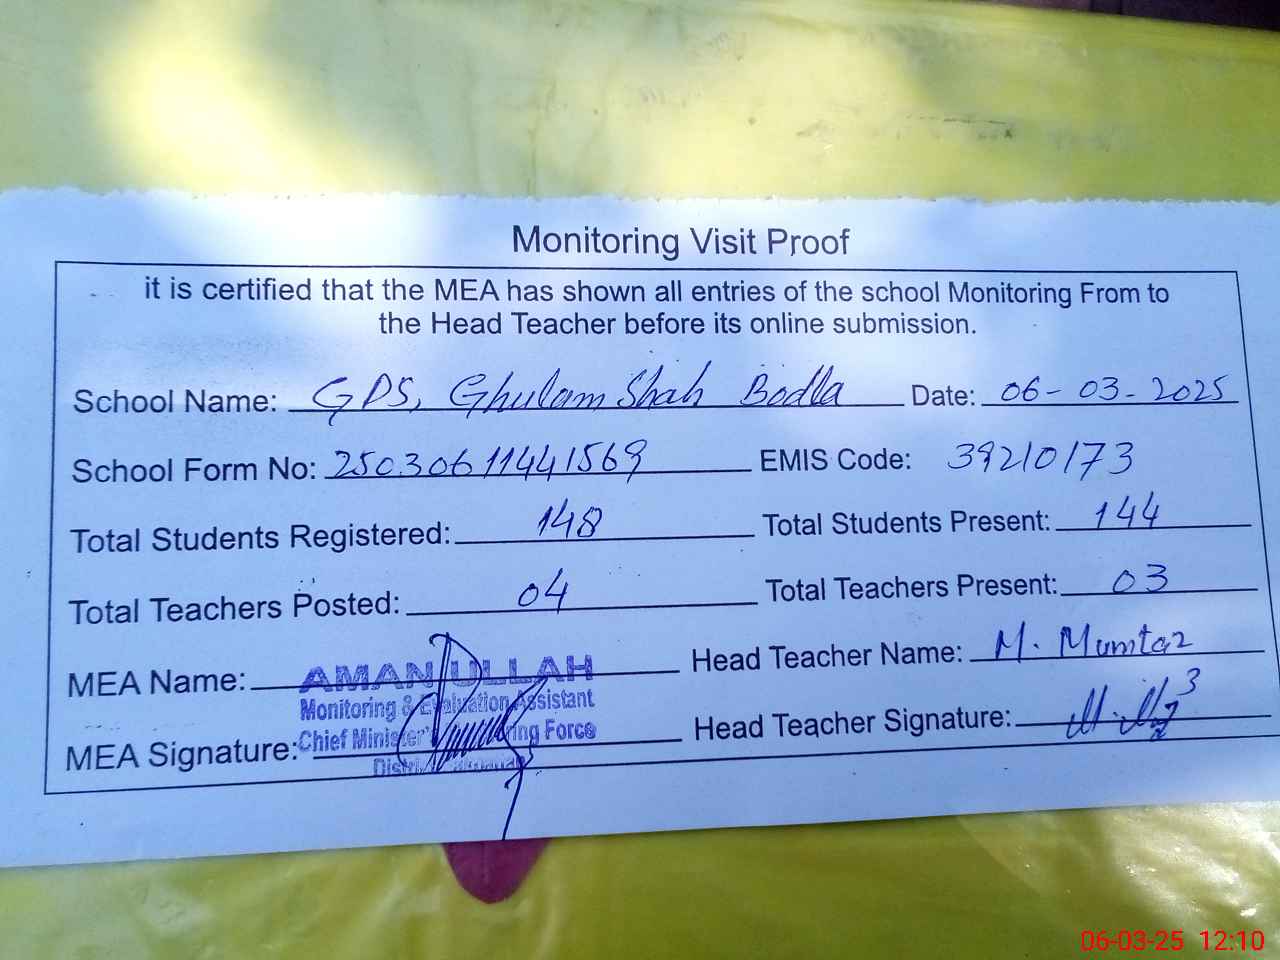 Monitoring Visit Proof
it is certified that the MEA has shown all entries of the school Monitoring From to
the Head Teacher before its online submission.
School Name: GPS, Ghulam Shah Bodla Date: 06-03-2025
School Form No: 25030611441569 EMIS Code: 39210173
Total Students Registered: 148 Total Students Present: 144
Total Teachers Posted: 04 Total Teachers Present: 03
MEA Name: AMAN ULLAH Head Teacher Name: M. Mumtaz
Monitoring & Evaluation Assistant
MEA Signature: Chief Minister's Force Head Teacher Signature:
District
06-03-25 12:10